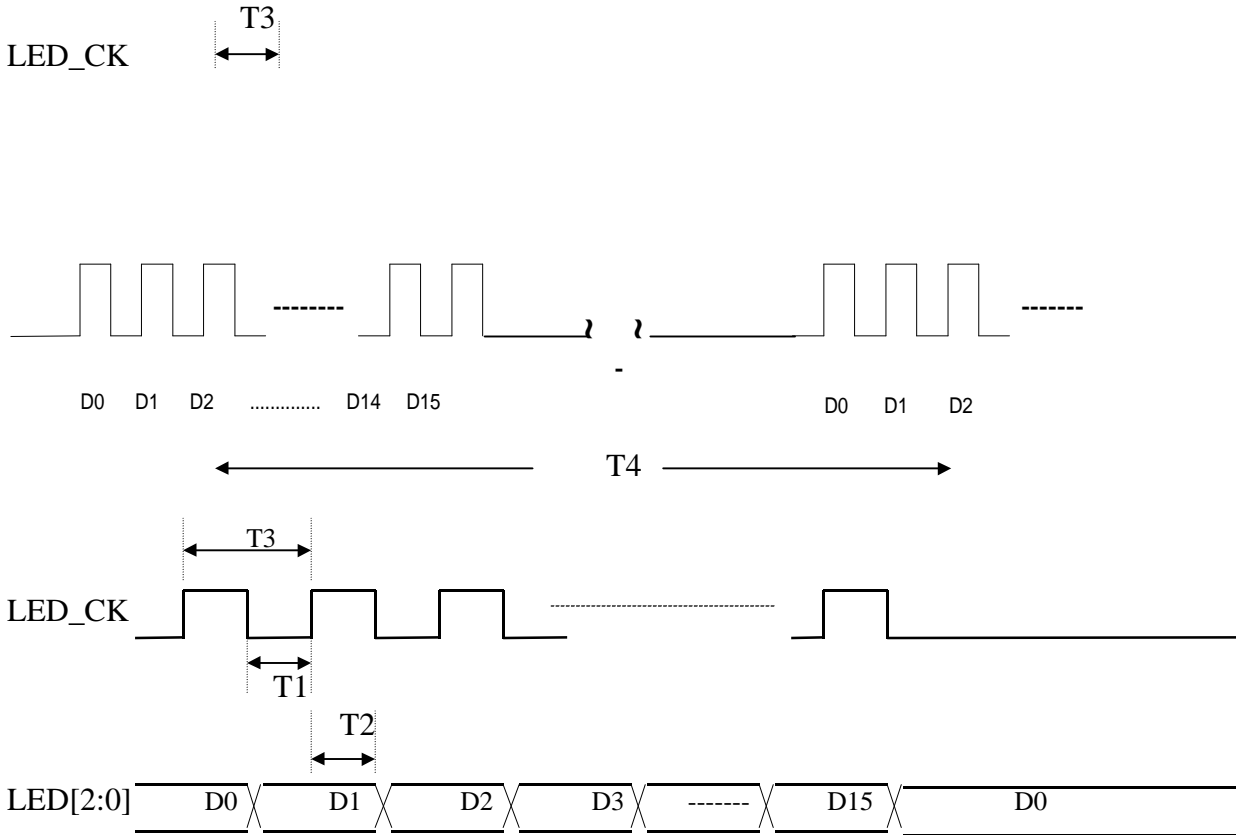 T3
LED_CK
--------
-------
-
D0 D1 D2 .............. D14 D15 D0 D1 D2
T4
T3
LED_CK
T1
T2
LED[2:0] D0 D1 D2 D3 ------- D15 D0